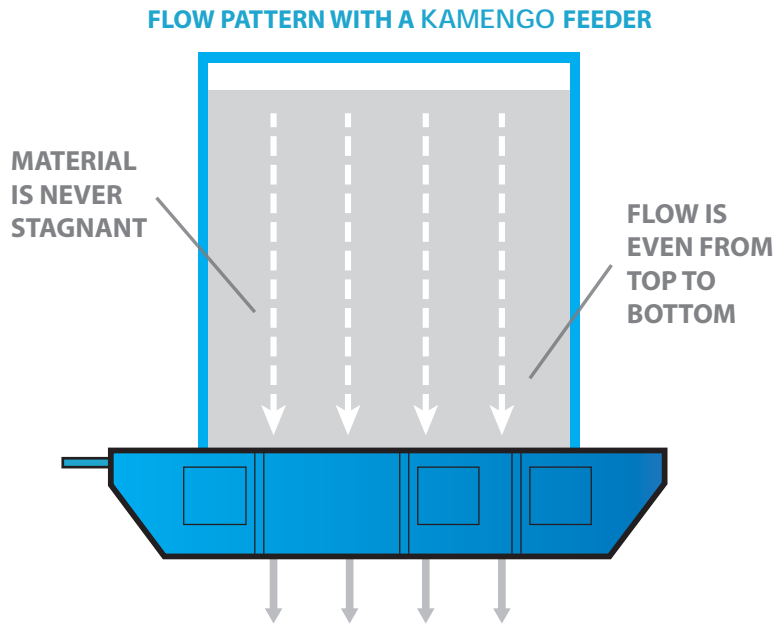 FLOW PATTERN WITH A KAMENGO FEEDER
MATERIAL
IS NEVER
STAGNANT
FLOW IS
EVEN FROM
TOP TO
BOTTOM